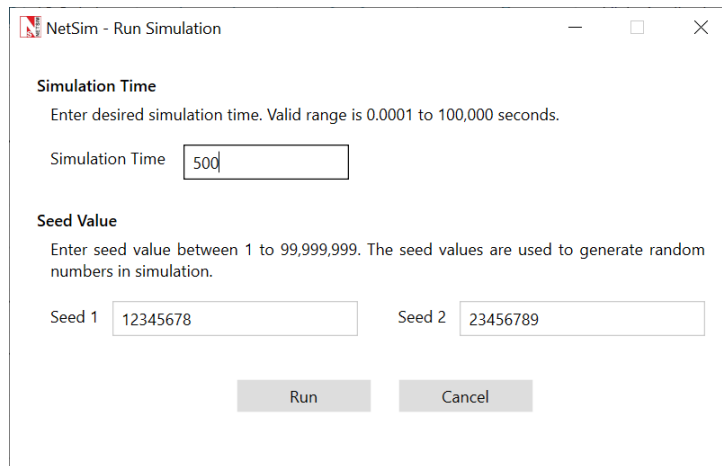 NetSim - Run Simulation
Simulation Time
Enter desired simulation time. Valid range is 0.0001 to 100,000 seconds.
Simulation Time 500
Seed Value
Enter seed value between 1 to 99,999,999. The seed values are used to generate random
numbers in simulation.
Seed 1 12345678 Seed 2 23456789
Run Cancel